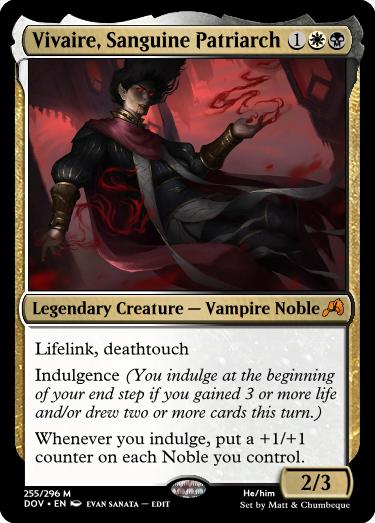 Vivaire, Sanguine Patriarch 1
Legendary Creature — Vampire Noble
Lifelink, deathtouch
Indulgence (You indulge at the beginning
of your end step if you gained 3 or more life
and/or drew two or more cards this turn.)
Whenever you indulge, put a +1/+1
counter on each Noble you control.
2/3
255/296 M He/him
DOV • EN EVAN SANATA — EDIT Set by Matt & Chumbeque